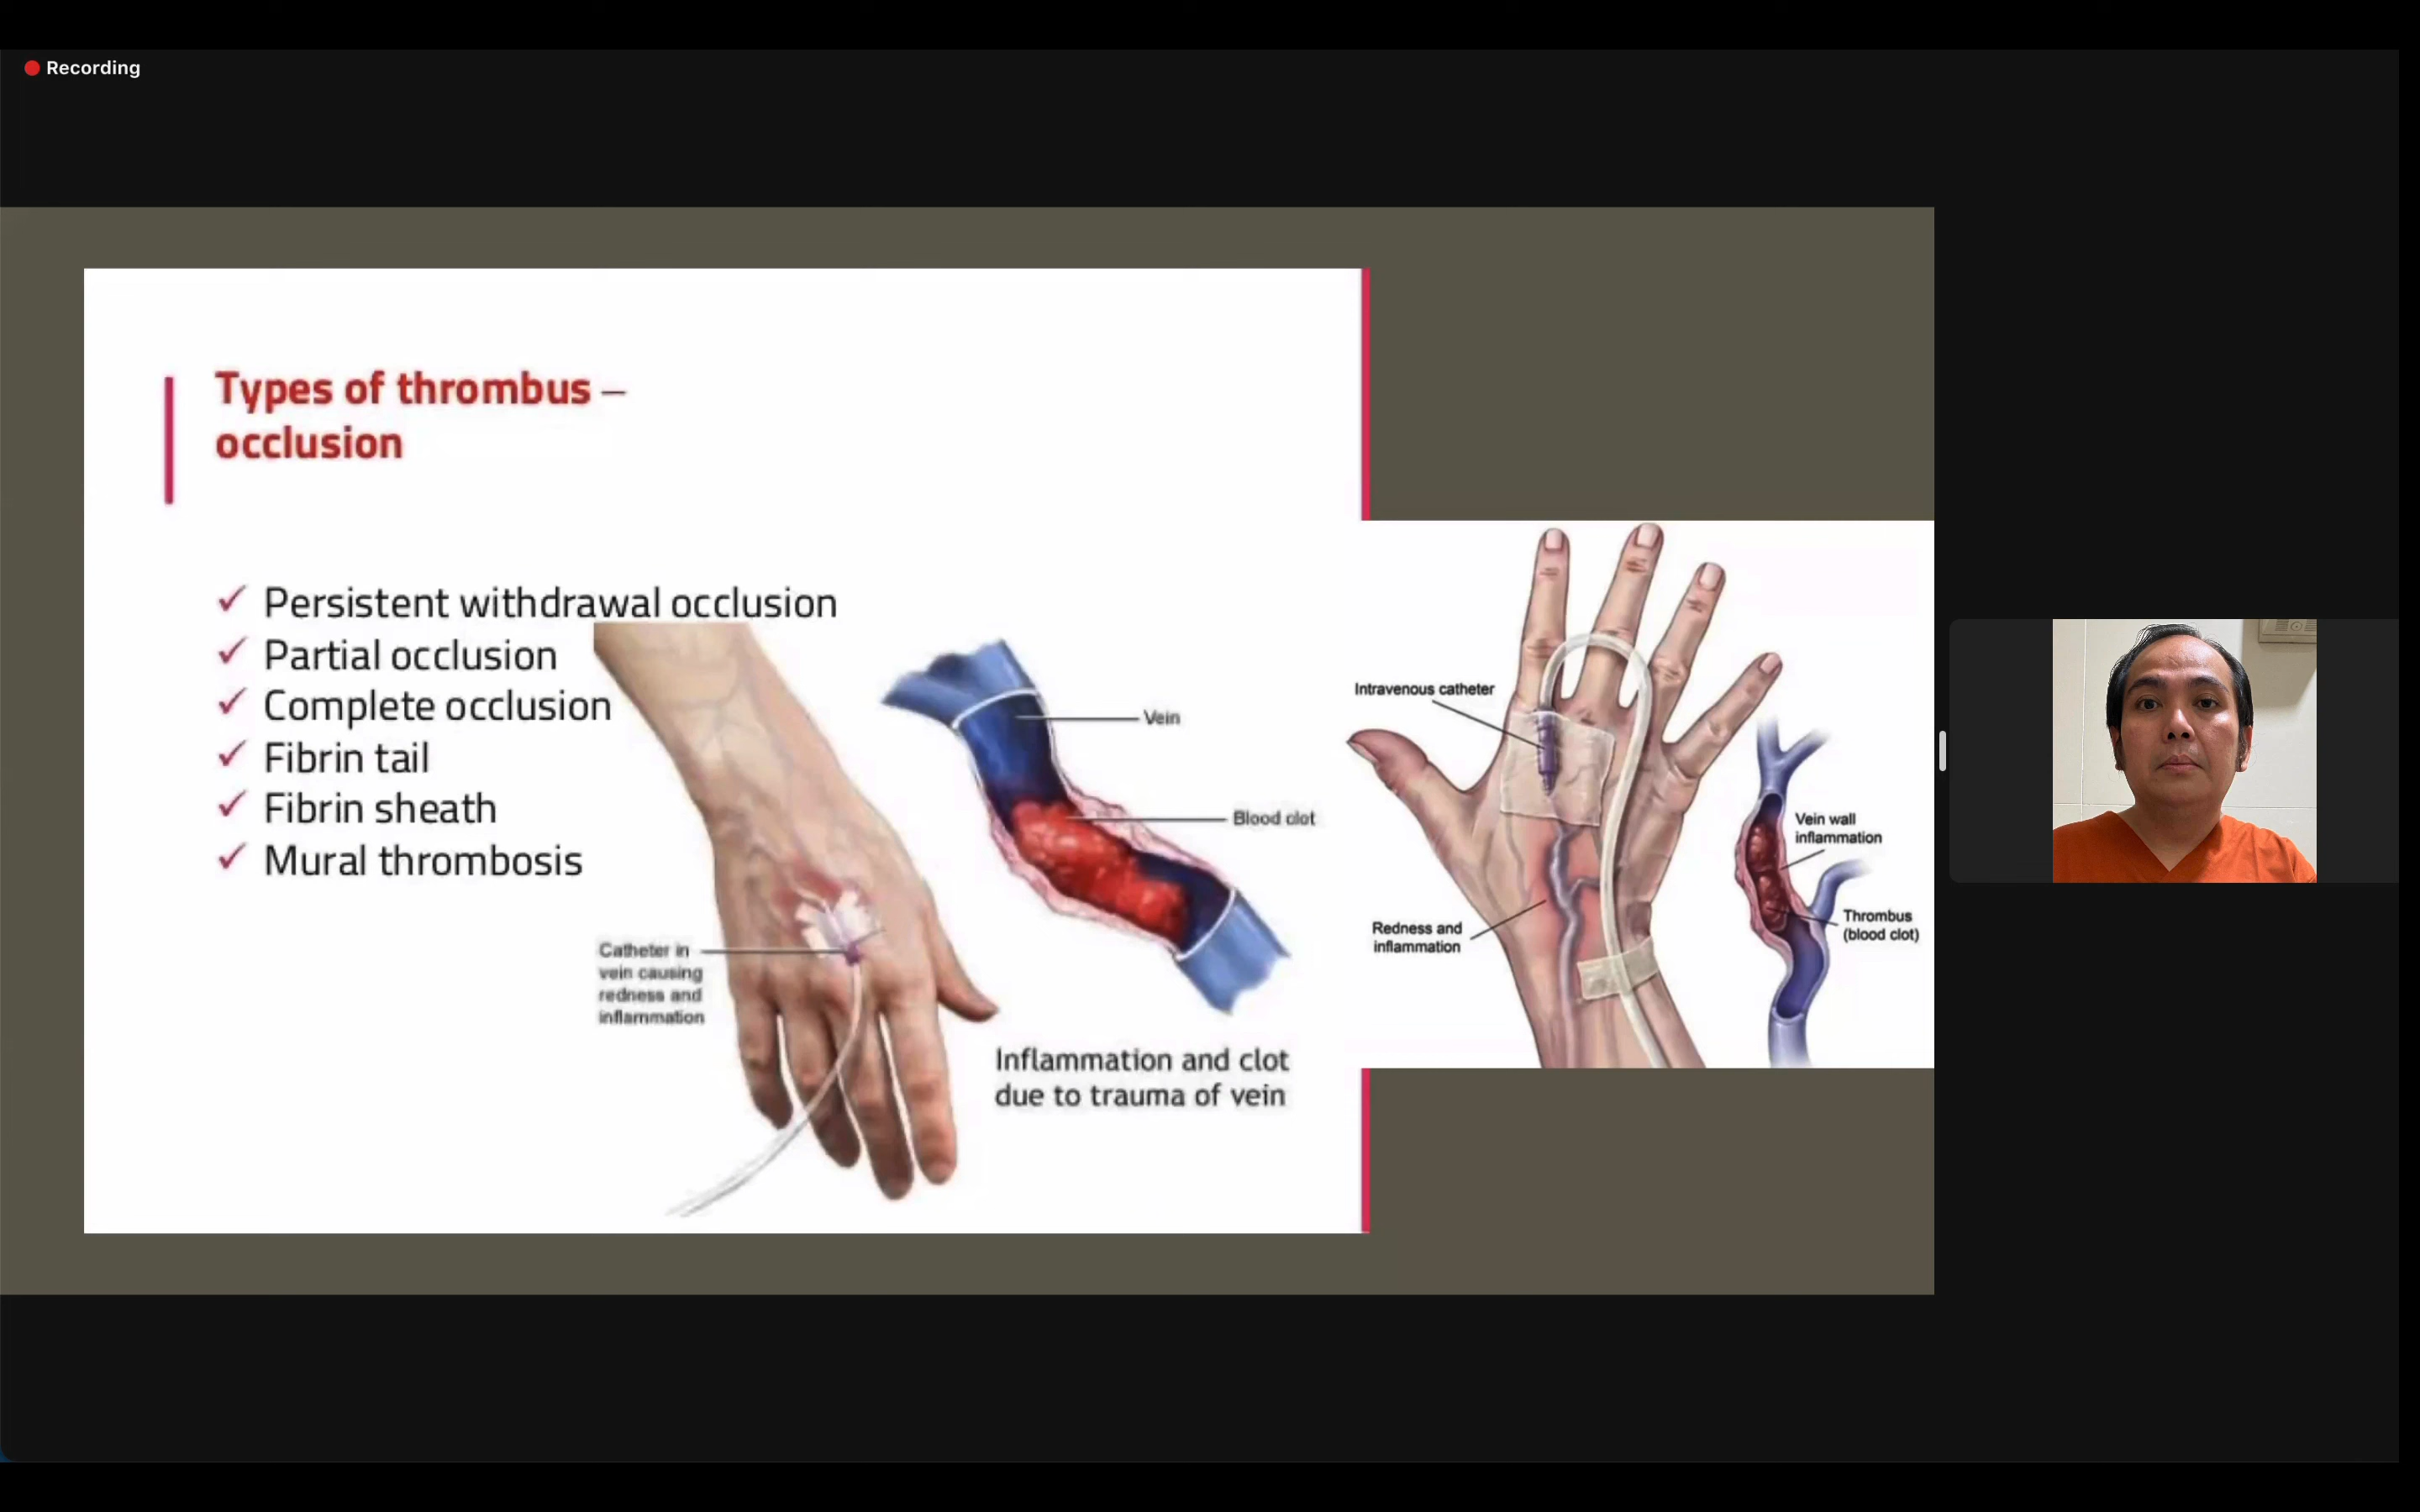 Recording
Types of thrombus –
occlusion
✓ Persistent withdrawal occlusion
✓ Partial occlusion
✓ Complete occlusion
✓ Fibrin tail
✓ Fibrin sheath
✓ Mural thrombosis
Catheter in
vein causing
redness and
inflammation
Vein
Blood clot
Inflammation and clot
due to trauma of vein
Intravenous catheter
Redness and
inflammation
Vein wall
inflammation
Thrombus
(blood clot)